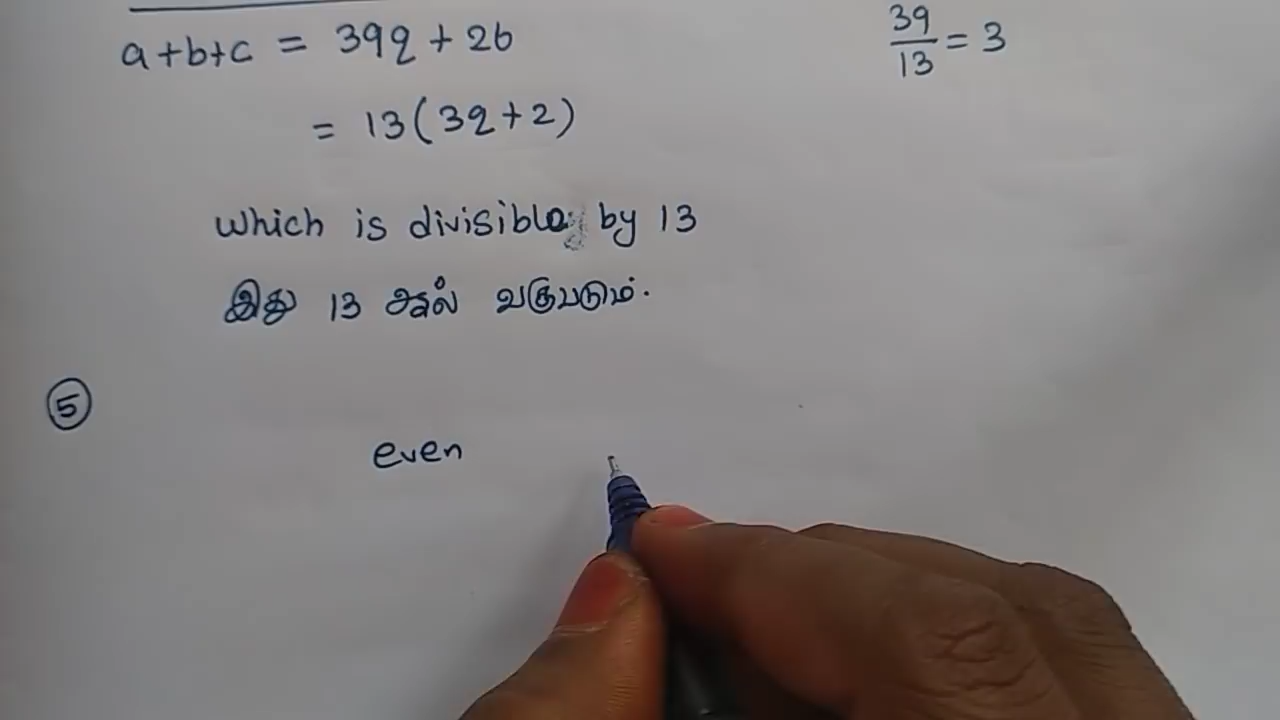 a+b+c = 39q + 26
39/13 = 3
= 13(3q+2)
Which is divisible by 13
இது 13 ஆல் வகுபடும்.
5
even